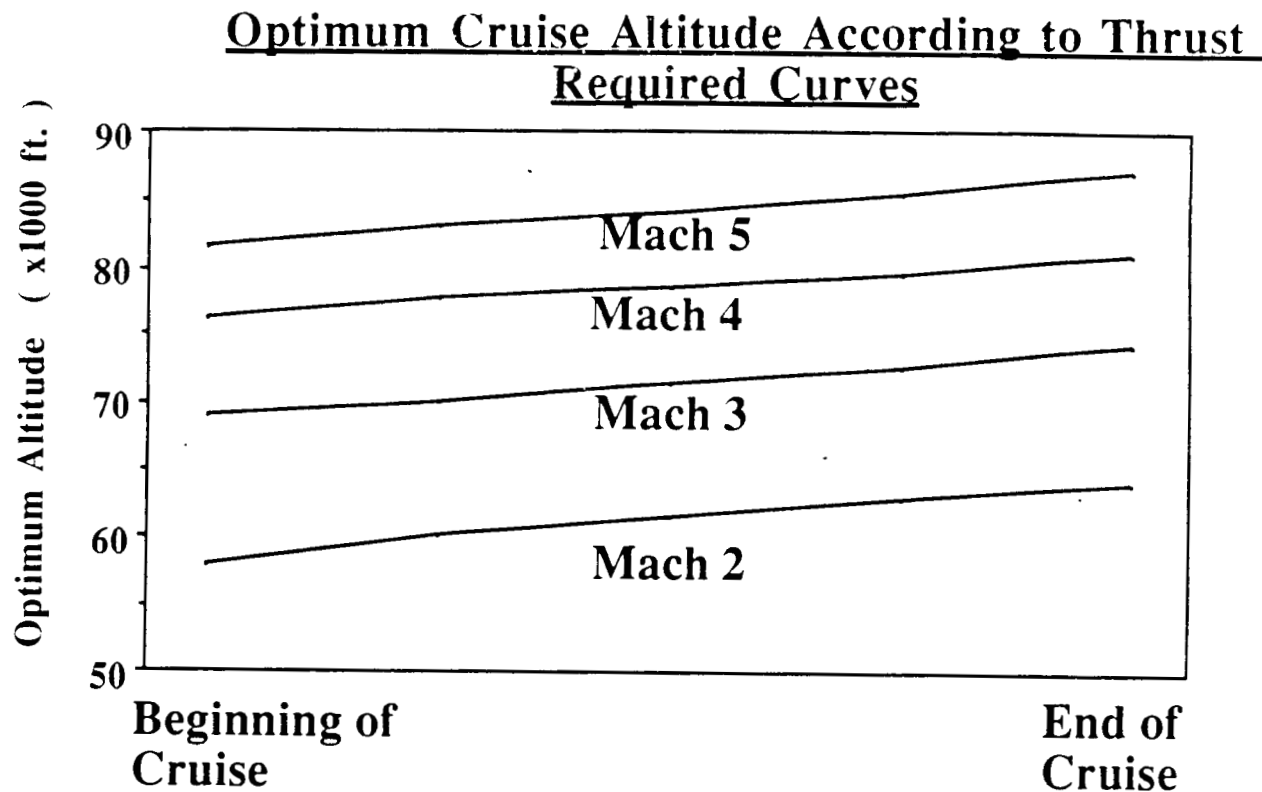 Optimum Cruise Altitude According to Thrust
Required Curves
Optimum Altitude ( x1000 ft. )
90
80
70
60
50
Mach 5
Mach 4
Mach 3
Mach 2
Beginning of
Cruise
End of
Cruise